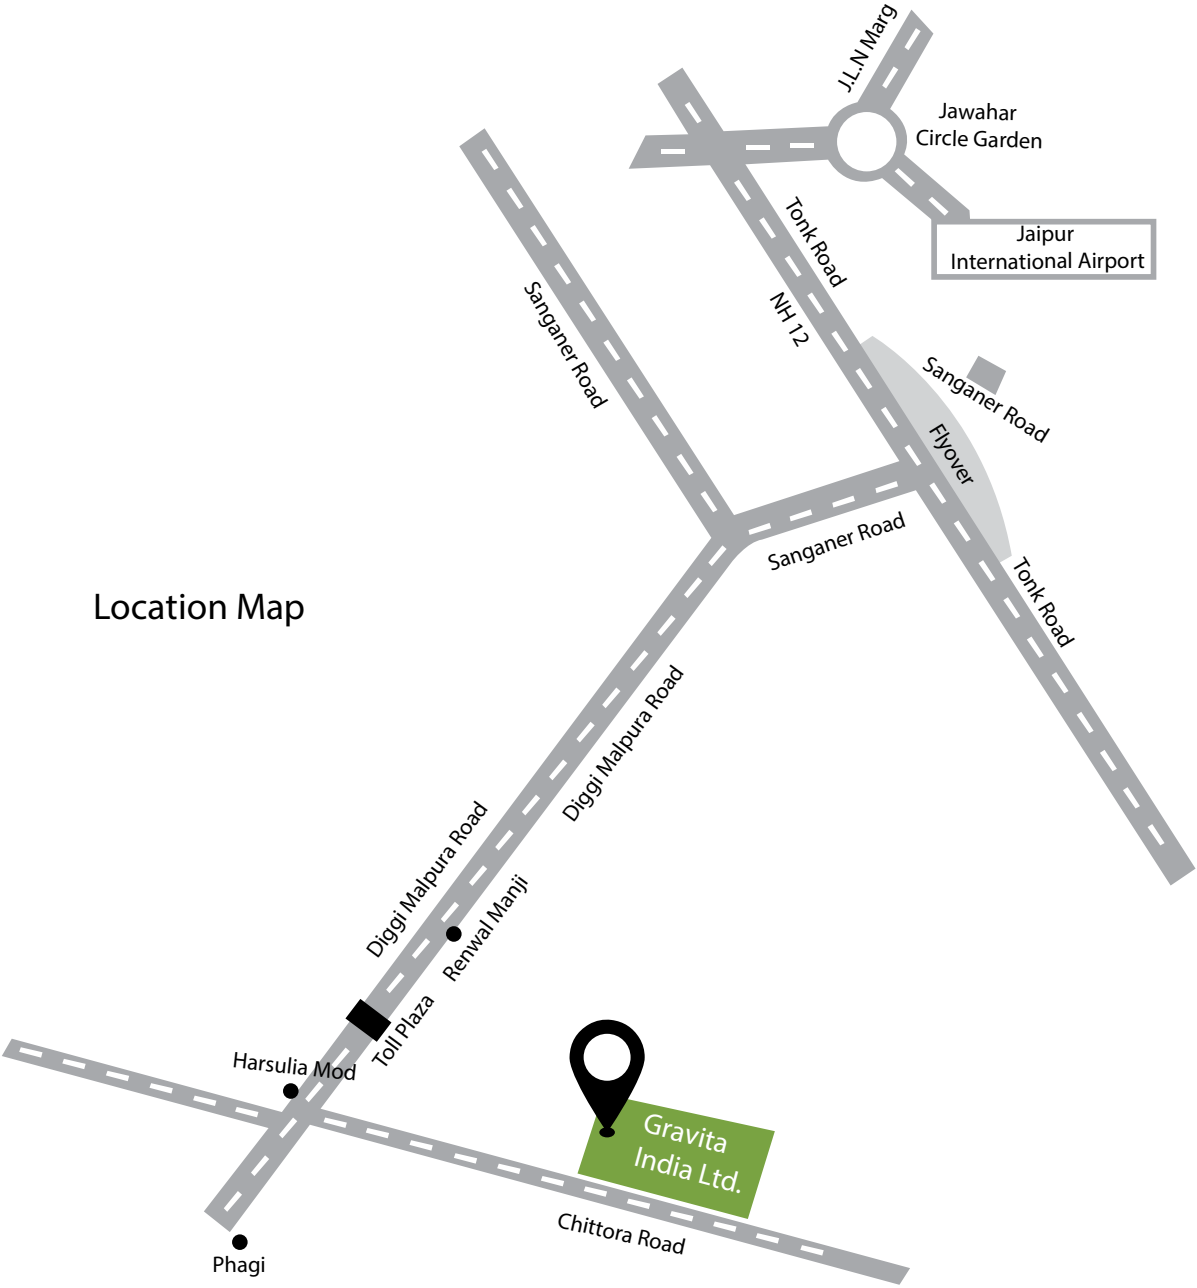 J.L.N Marg
Jawahar
Circle Garden
Tonk Road
Jaipur
International Airport
NH 12
Sanganer Road
Sanganer Road
Flyover
Sanganer Road
Tonk Road
Location Map
Diggi Malpura Road
Diggi Malpura Road
Renwal Manji
Toll Plaza
Harsulia Mod
Gravita
India Ltd.
Chittora Road
Phagi